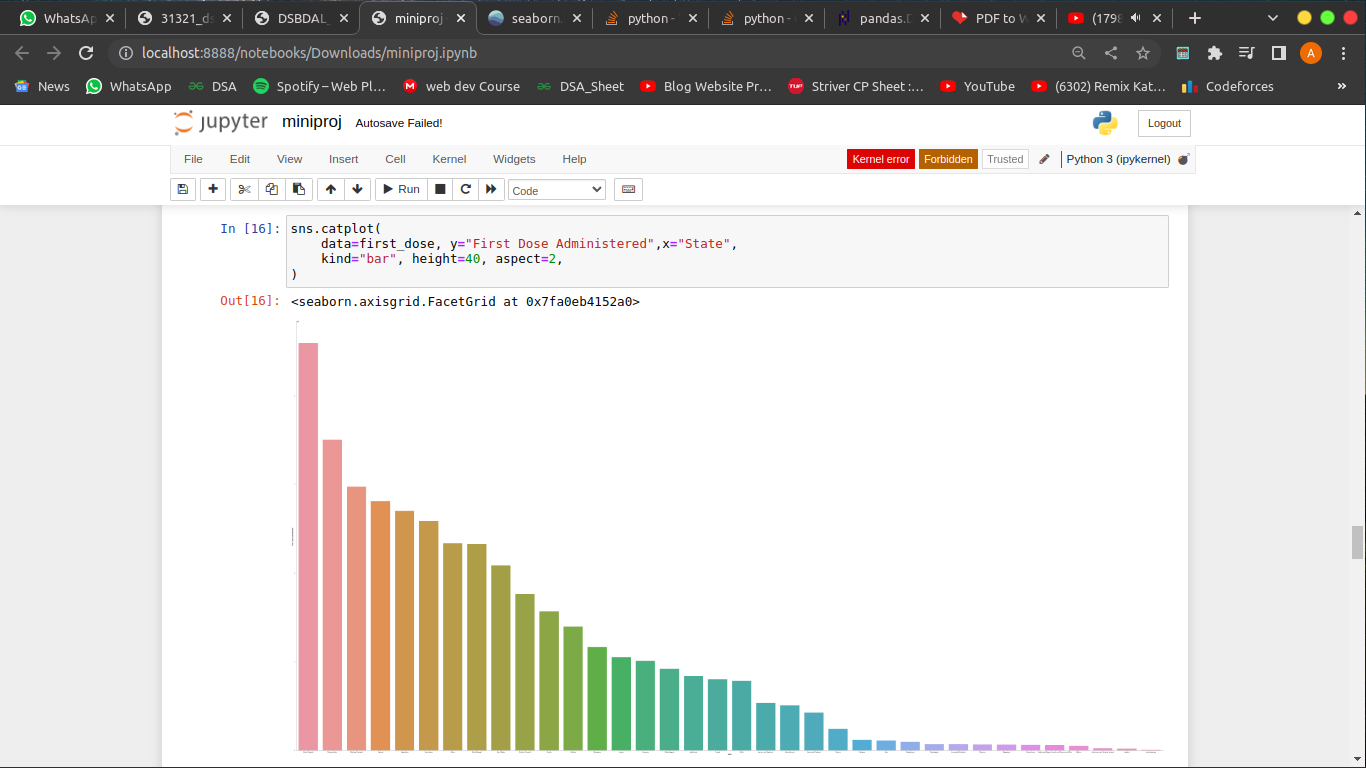 WhatsAp
31321_ds
DSBDAL_
miniproj
seaborn.
python -
python -
pandas.D
PDF to W
(1798
localhost:8888/notebooks/Downloads/miniproj.ipynb
A
News
WhatsApp
DSA
Spotify – Web Pl...
web dev Course
DSA_Sheet
Blog Website Pr...
TUF
Striver CP Sheet :...
YouTube
(6302) Remix Kat...
Codeforces
»
jupyter miniproj Autosave Failed!
Logout
File Edit View Insert Cell Kernel Widgets Help
Kernel error Forbidden Trusted Python 3 (ipykernel)
Run Code
In [16]: sns.catplot(
data=first_dose, y="First Dose Administered",x="State",
kind="bar", height=40, aspect=2,
)
Out[16]: <seaborn.axisgrid.FacetGrid at 0x7fa0eb4152a0>